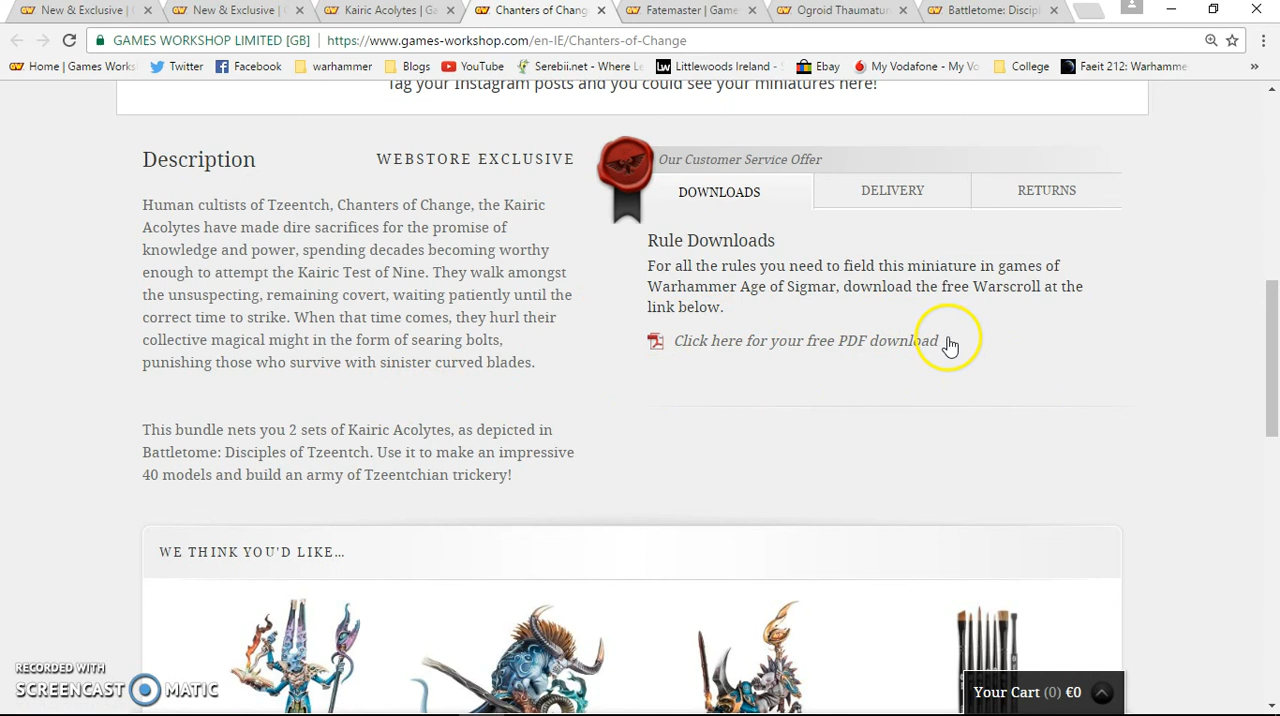 New & Exclusive |
New & Exclusive |
Kairic Acolytes | Ga
Chanters of Chang
Fatemaster | Games
Ogroid Thaumatur
Battletome: Discipl
GAMES WORKSHOP LIMITED [GB]
https://www.games-workshop.com/en-IE/Chanters-of-Change
Home | Games Works
Twitter
Facebook
warhammer
Blogs
YouTube
Serebii.net - Where Le
Littlewoods Ireland -
Ebay
My Vodafone - My Vo
College
Faeit 212: Warhamme
Tag your Instagram posts and you could see your miniatures here!
Description
WEBSTORE EXCLUSIVE
Human cultists of Tzeentch, Chanters of Change, the Kairic
Acolytes have made dire sacrifices for the promise of
knowledge and power, spending decades becoming worthy
enough to attempt the Kairic Test of Nine. They walk amongst
the unsuspecting, remaining covert, waiting patiently until the
correct time to strike. When that time comes, they hurl their
collective magical might in the form of searing bolts,
punishing those who survive with sinister curved blades.
This bundle nets you 2 sets of Kairic Acolytes, as depicted in
Battletome: Disciples of Tzeentch. Use it to make an impressive
40 models and build an army of Tzeentchian trickery!
Our Customer Service Offer
DOWNLOADS
DELIVERY
RETURNS
Rule Downloads
For all the rules you need to field this miniature in games of
Warhammer Age of Sigmar, download the free Warscroll at the
link below.
Click here for your free PDF download
WE THINK YOU'D LIKE...
Your Cart (0) €0
RECORDED WITH
SCREENCAST MATIC